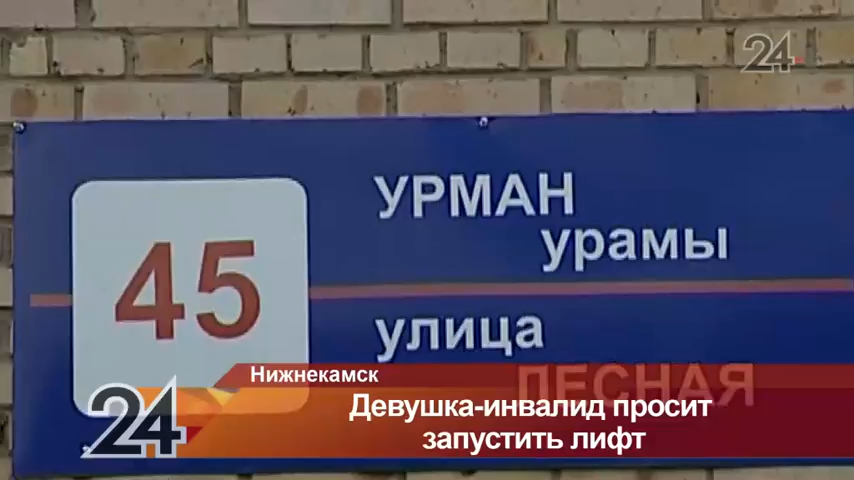 24
УРМАН
урамы
45
улица
ЛЕСНАЯ
Нижнекамск
Девушка-инвалид просит
запустить лифт
24